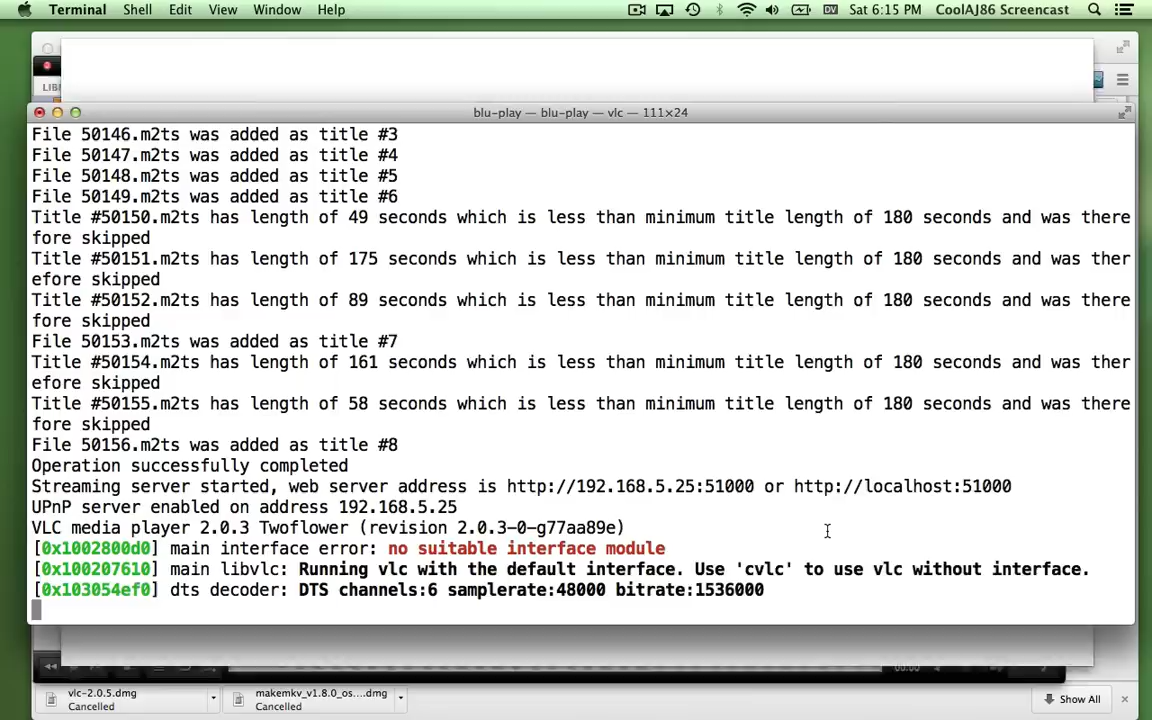 Terminal Shell Edit View Window Help
DV Sat 6:15 PM CoolAJ86 Screencast
LIB
blu-play — blu-play — vlc — 111×24
File 50146.m2ts was added as title #3
File 50147.m2ts was added as title #4
File 50148.m2ts was added as title #5
File 50149.m2ts was added as title #6
Title #50150.m2ts has length of 49 seconds which is less than minimum title length of 180 seconds and was there
fore skipped
Title #50151.m2ts has length of 175 seconds which is less than minimum title length of 180 seconds and was ther
efore skipped
Title #50152.m2ts has length of 89 seconds which is less than minimum title length of 180 seconds and was there
fore skipped
File 50153.m2ts was added as title #7
Title #50154.m2ts has length of 161 seconds which is less than minimum title length of 180 seconds and was ther
efore skipped
Title #50155.m2ts has length of 58 seconds which is less than minimum title length of 180 seconds and was there
fore skipped
File 50156.m2ts was added as title #8
Operation successfully completed
Streaming server started, web server address is http://192.168.5.25:51000 or http://localhost:51000
UPnP server enabled on address 192.168.5.25
VLC media player 2.0.3 Twoflower (revision 2.0.3-0-g77aa89e)
[0x1002800d0] main interface error: no suitable interface module
[0x100207610] main libvlc: Running vlc with the default interface. Use 'cvlc' to use vlc without interface.
[0x103054ef0] dts decoder: DTS channels:6 samplerate:48000 bitrate:1536000
00:00
vlc-2.0.5.dmg
Cancelled
makemkv_v1.8.0_os....dmg
Cancelled
Show All